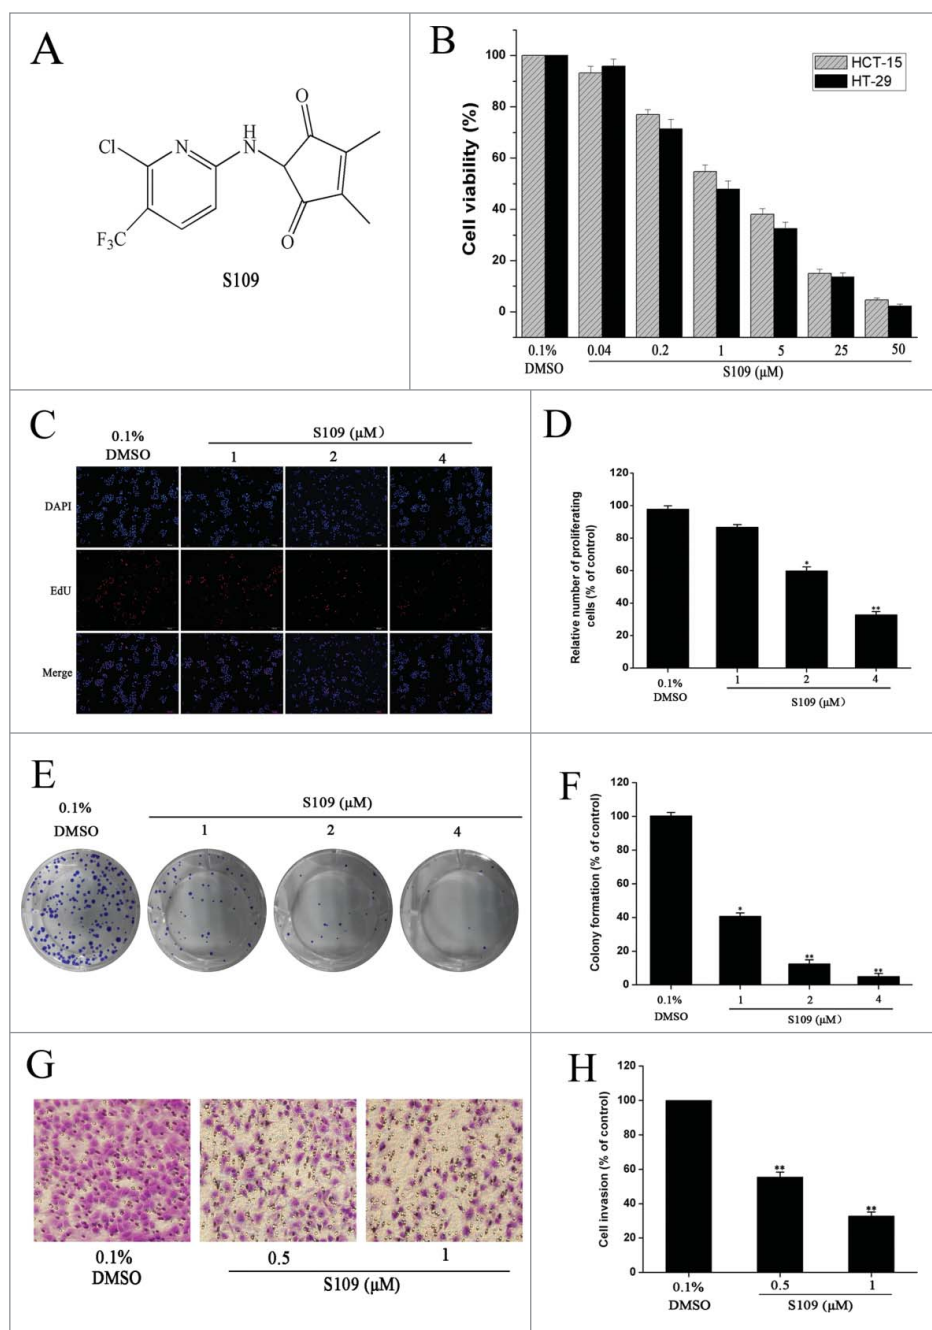 A
Cl
N
H
N
O
O
F3C
S109
B
Cell viability (%)
100
80
60
40
20
0
HCT-15
HT-29
0.1%
DMSO
0.04
0.2
1
5
25
50
S109 (μM)
C
0.1%
DMSO
S109 (μM)
1
2
4
DAPI
EdU
Merge
D
Relative number of proliferating
cells (% of control)
120
100
80
60
40
20
0
*
**
0.1%
DMSO
1
2
4
S109 (μM)
E
0.1%
DMSO
S109 (μM)
1
2
4
F
Colony formation (% of control)
120
100
80
60
40
20
0
*
**
**
0.1%
DMSO
1
2
4
S109 (μM)
G
0.1%
DMSO
0.5
1
S109 (μM)
H
Cell invasion (% of control)
120
100
80
60
40
20
0
**
**
0.1%
DMSO
0.5
1
S109 (μM)